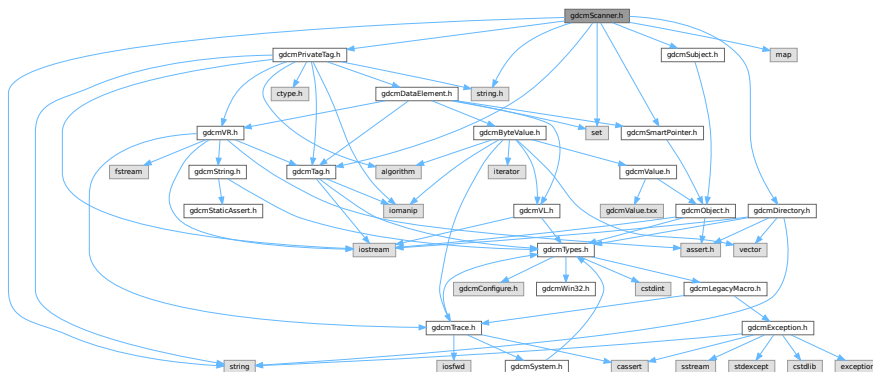 gdcmScanner.h
gdcmPrivateTag.h
gdcmSubject.h
map
ctype.h
gdcmDataElement.h
string.h
gdcmVR.h
gdcmByteValue.h
set
gdcmSmartPointer.h
fstream
gdcmString.h
gdcmTag.h
algorithm
iterator
gdcmValue.h
gdcmStaticAssert.h
iomanip
gdcmVL.h
gdcmValue.txx
gdcmObject.h
gdcmDirectory.h
iostream
gdcmTypes.h
assert.h
vector
gdcmConfigure.h
gdcmWin32.h
cstdint
gdcmLegacyMacro.h
gdcmTrace.h
gdcmException.h
string
iosfwd
gdcmSystem.h
cassert
sstream
stdexcept
cstdlib
exception